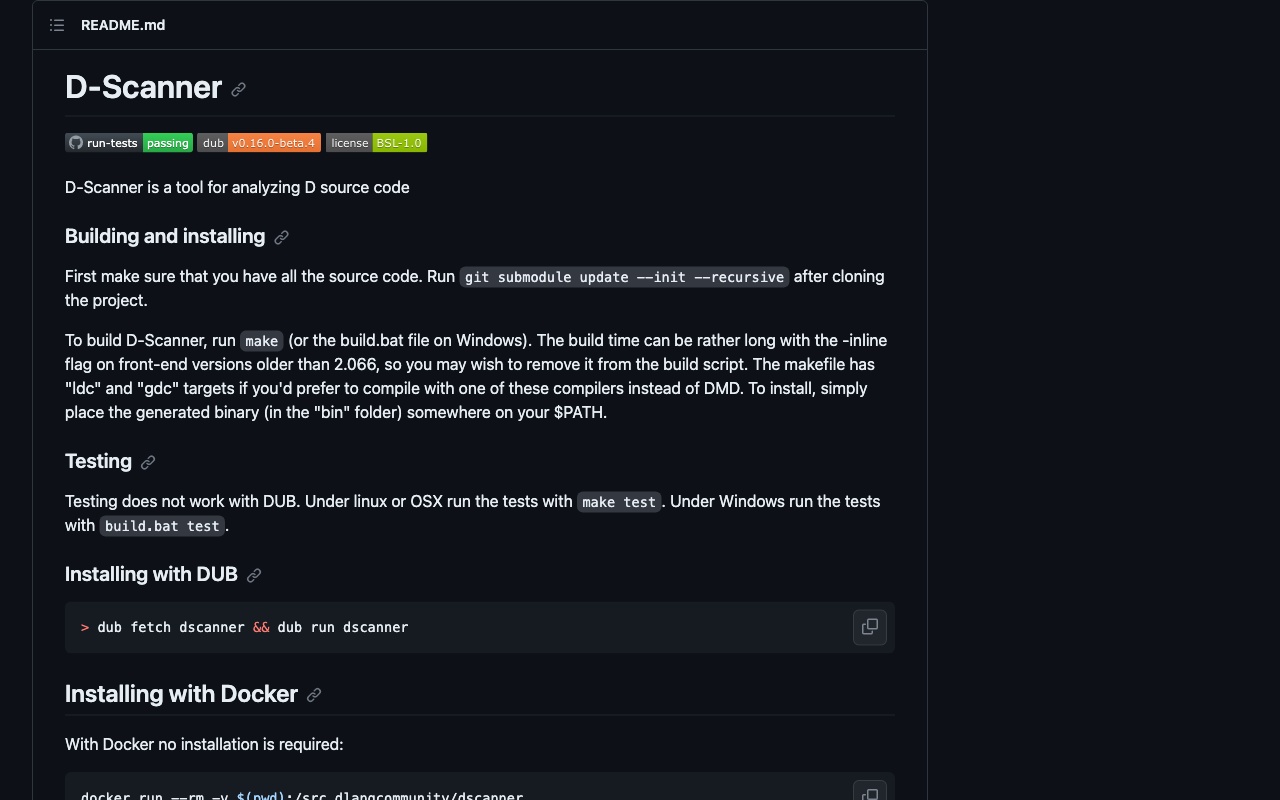 README.md
D-Scanner
run-tests passing dub v0.16.0-beta.4 license BSL-1.0
D-Scanner is a tool for analyzing D source code
Building and installing
First make sure that you have all the source code. Run git submodule update --init --recursive after cloning
the project.
To build D-Scanner, run make (or the build.bat file on Windows). The build time can be rather long with the -inline
flag on front-end versions older than 2.066, so you may wish to remove it from the build script. The makefile has
"ldc" and "gdc" targets if you'd prefer to compile with one of these compilers instead of DMD. To install, simply
place the generated binary (in the "bin" folder) somewhere on your $PATH.
Testing
Testing does not work with DUB. Under linux or OSX run the tests with make test. Under Windows run the tests
with build.bat test.
Installing with DUB
> dub fetch dscanner && dub run dscanner
Installing with Docker
With Docker no installation is required:
docker run --rm -v $(pwd):/src dlangcommunity/dscanner